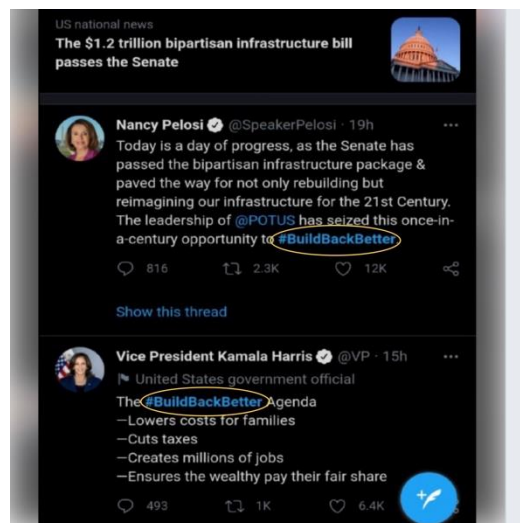 US national news
The $1.2 trillion bipartisan infrastructure bill
passes the Senate
Nancy Pelosi @SpeakerPelosi · 19h
Today is a day of progress, as the Senate has
passed the bipartisan infrastructure package &
paved the way for not only rebuilding but
reimagining our infrastructure for the 21st Century.
The leadership of @POTUS has seized this once-in-
a-century opportunity to #BuildBackBetter
816 2.3K 12K
Show this thread
Vice President Kamala Harris @VP · 15h
United States government official
The #BuildBackBetter Agenda
—Lowers costs for families
—Cuts taxes
—Creates millions of jobs
—Ensures the wealthy pay their fair share
493 1K 6.4K